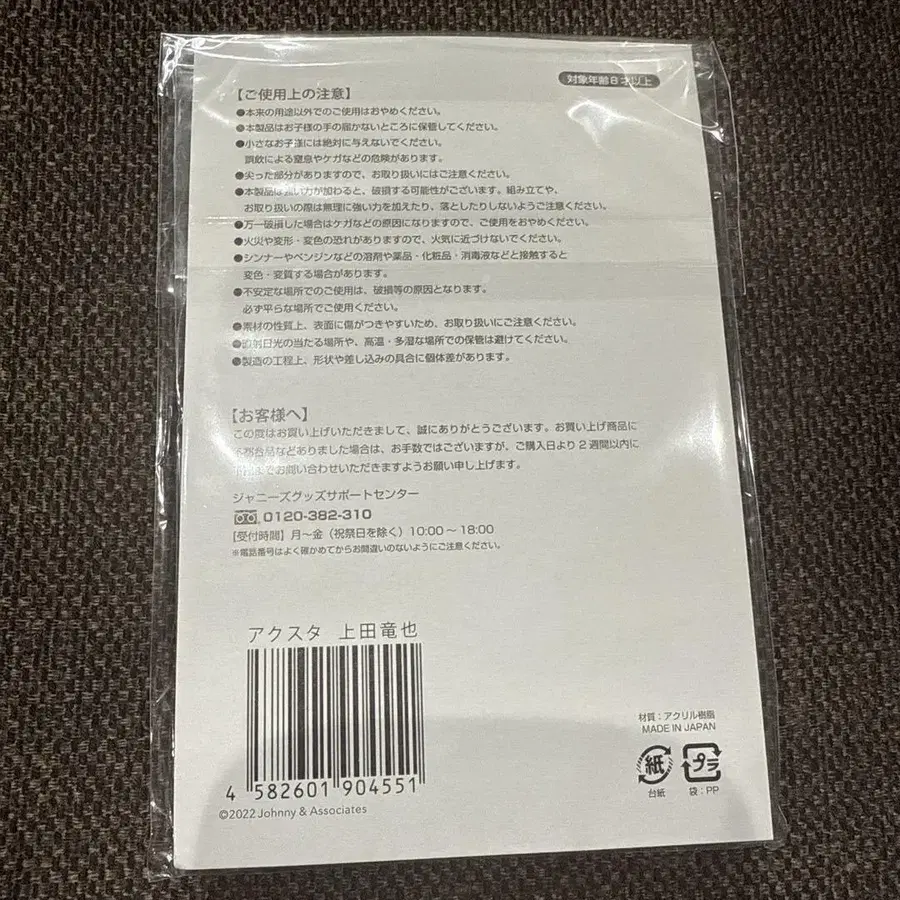 対象年齢8才以上
【ご使用上の注意】
●本来の用途以外でのご使用はおやめください。
●本製品はお子様の手の届かないところに保管してください。
●小さなお子様には絶対に与えないでください。
誤飲による窒息やケガなどの危険があります。
●尖った部分がありますので、お取り扱いにはご注意ください。
●本製品は強い力が加わると、破損する可能性がございます。組み立てや、
お取り扱いの際は無理に強い力を加えたり、落としたりしないようご注意ください。
●万一破損した場合はケガなどの原因になりますので、ご使用をおやめください。
●火災や変形・変色の恐れがありますので、火気に近づけないでください。
●シンナーやベンジンなどの溶剤や薬品・化粧品・消毒液などと接触すると
変色・変質する場合があります。
●不安定な場所でのご使用は、破損等の原因となります。
必ず平らな場所でご使用ください。
●素材の性質上、表面に傷がつきやすいため、お取り扱いにご注意ください。
●直射日光の当たる場所や、高温・多湿な場所での保管は避けてください。
●製造の工程上、形状や差し込みの具合に個体差があります。
【お客様へ】
この度はお買い上げいただきまして、誠にありがとうございます。お買い上げ商品に
不都合品などありました場合は、お手数ではございますが、ご購入日より2週間以内に
までお問い合わせいただきますようお願い申し上げます。
ジャニーズグッズサポートセンター
0120-382-310
[受付時間] 月〜金(祝祭日を除く)10:00〜18:00
※電話番号はよく確かめてからお間違いのないようにご注意ください。
アクスタ 上田竜也
4 582601 904551
©2022 Johnny & Associates
材質:アクリル樹脂
MADE IN JAPAN
紙 プラ
台紙 袋:PP